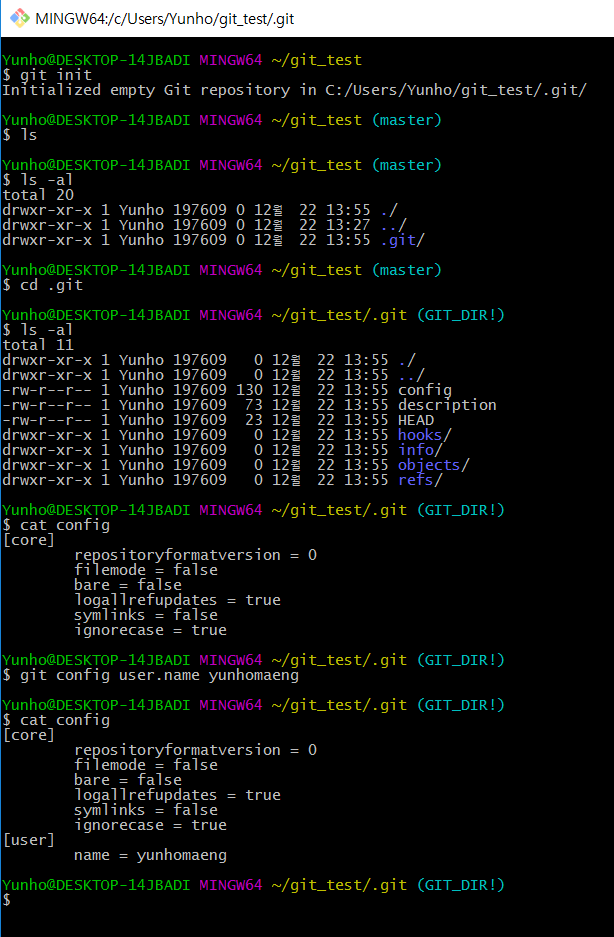 MINGW64:/c/Users/Yunho/git_test/.git
Yunho@DESKTOP-14JBADI MINGW64 ~/git_test
$ git init
Initialized empty Git repository in C:/Users/Yunho/git_test/.git/
Yunho@DESKTOP-14JBADI MINGW64 ~/git_test (master)
$ ls
Yunho@DESKTOP-14JBADI MINGW64 ~/git_test (master)
$ ls -al
total 20
drwxr-xr-x 1 Yunho 197609 0 12월  22 13:55 ./
drwxr-xr-x 1 Yunho 197609 0 12월  22 13:27 ../
drwxr-xr-x 1 Yunho 197609 0 12월  22 13:55 .git/
Yunho@DESKTOP-14JBADI MINGW64 ~/git_test (master)
$ cd .git
Yunho@DESKTOP-14JBADI MINGW64 ~/git_test/.git (GIT_DIR!)
$ ls -al
total 11
drwxr-xr-x 1 Yunho 197609   0 12월  22 13:55 ./
drwxr-xr-x 1 Yunho 197609   0 12월  22 13:55 ../
-rw-r--r-- 1 Yunho 197609 130 12월  22 13:55 config
-rw-r--r-- 1 Yunho 197609  73 12월  22 13:55 description
-rw-r--r-- 1 Yunho 197609  23 12월  22 13:55 HEAD
drwxr-xr-x 1 Yunho 197609   0 12월  22 13:55 hooks/
drwxr-xr-x 1 Yunho 197609   0 12월  22 13:55 info/
drwxr-xr-x 1 Yunho 197609   0 12월  22 13:55 objects/
drwxr-xr-x 1 Yunho 197609   0 12월  22 13:55 refs/
Yunho@DESKTOP-14JBADI MINGW64 ~/git_test/.git (GIT_DIR!)
$ cat config
[core]
        repositoryformatversion = 0
        filemode = false
        bare = false
        logallrefupdates = true
        symlinks = false
        ignorecase = true
Yunho@DESKTOP-14JBADI MINGW64 ~/git_test/.git (GIT_DIR!)
$ git config user.name yunhomaeng
Yunho@DESKTOP-14JBADI MINGW64 ~/git_test/.git (GIT_DIR!)
$ cat config
[core]
        repositoryformatversion = 0
        filemode = false
        bare = false
        logallrefupdates = true
        symlinks = false
        ignorecase = true
[user]
        name = yunhomaeng
Yunho@DESKTOP-14JBADI MINGW64 ~/git_test/.git (GIT_DIR!)
$